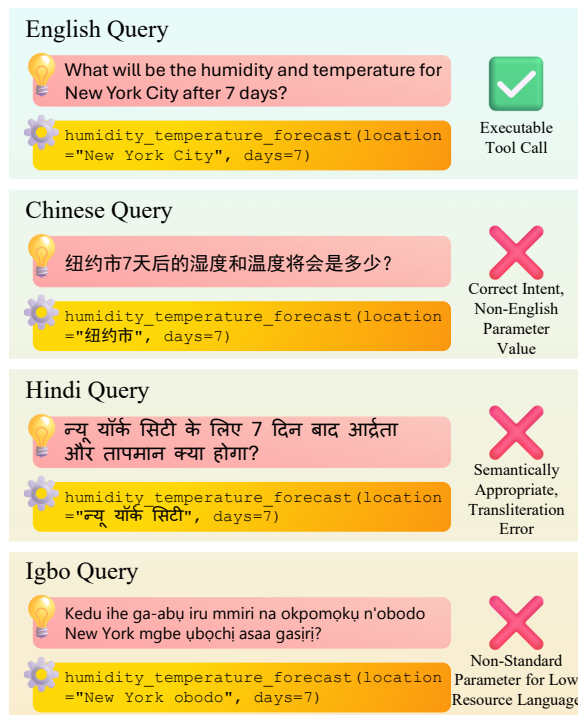 English Query
What will be the humidity and temperature for
New York City after 7 days?
humidity_temperature_forecast(location
="New York City", days=7)
Executable
Tool Call
Chinese Query
纽约市7天后的湿度和温度将会是多少?
humidity_temperature_forecast(location
="纽约市", days=7)
Correct Intent,
Non-English
Parameter
Value
Hindi Query
न्यू यॉर्क सिटी के लिए 7 दिन बाद आर्द्रता
और तापमान क्या होगा?
humidity_temperature_forecast(location
="न्यू यॉर्क सिटी", days=7)
Semantically
Appropriate,
Transliteration
Error
Igbo Query
Kedu ihe ga-abụ iru mmiri na okpomọkụ n'obodo
New York mgbe ụbọchị asaa gasịrị?
humidity_temperature_forecast(location
="New York obodo", days=7)
Non-Standard
Parameter for Low
Resource Language